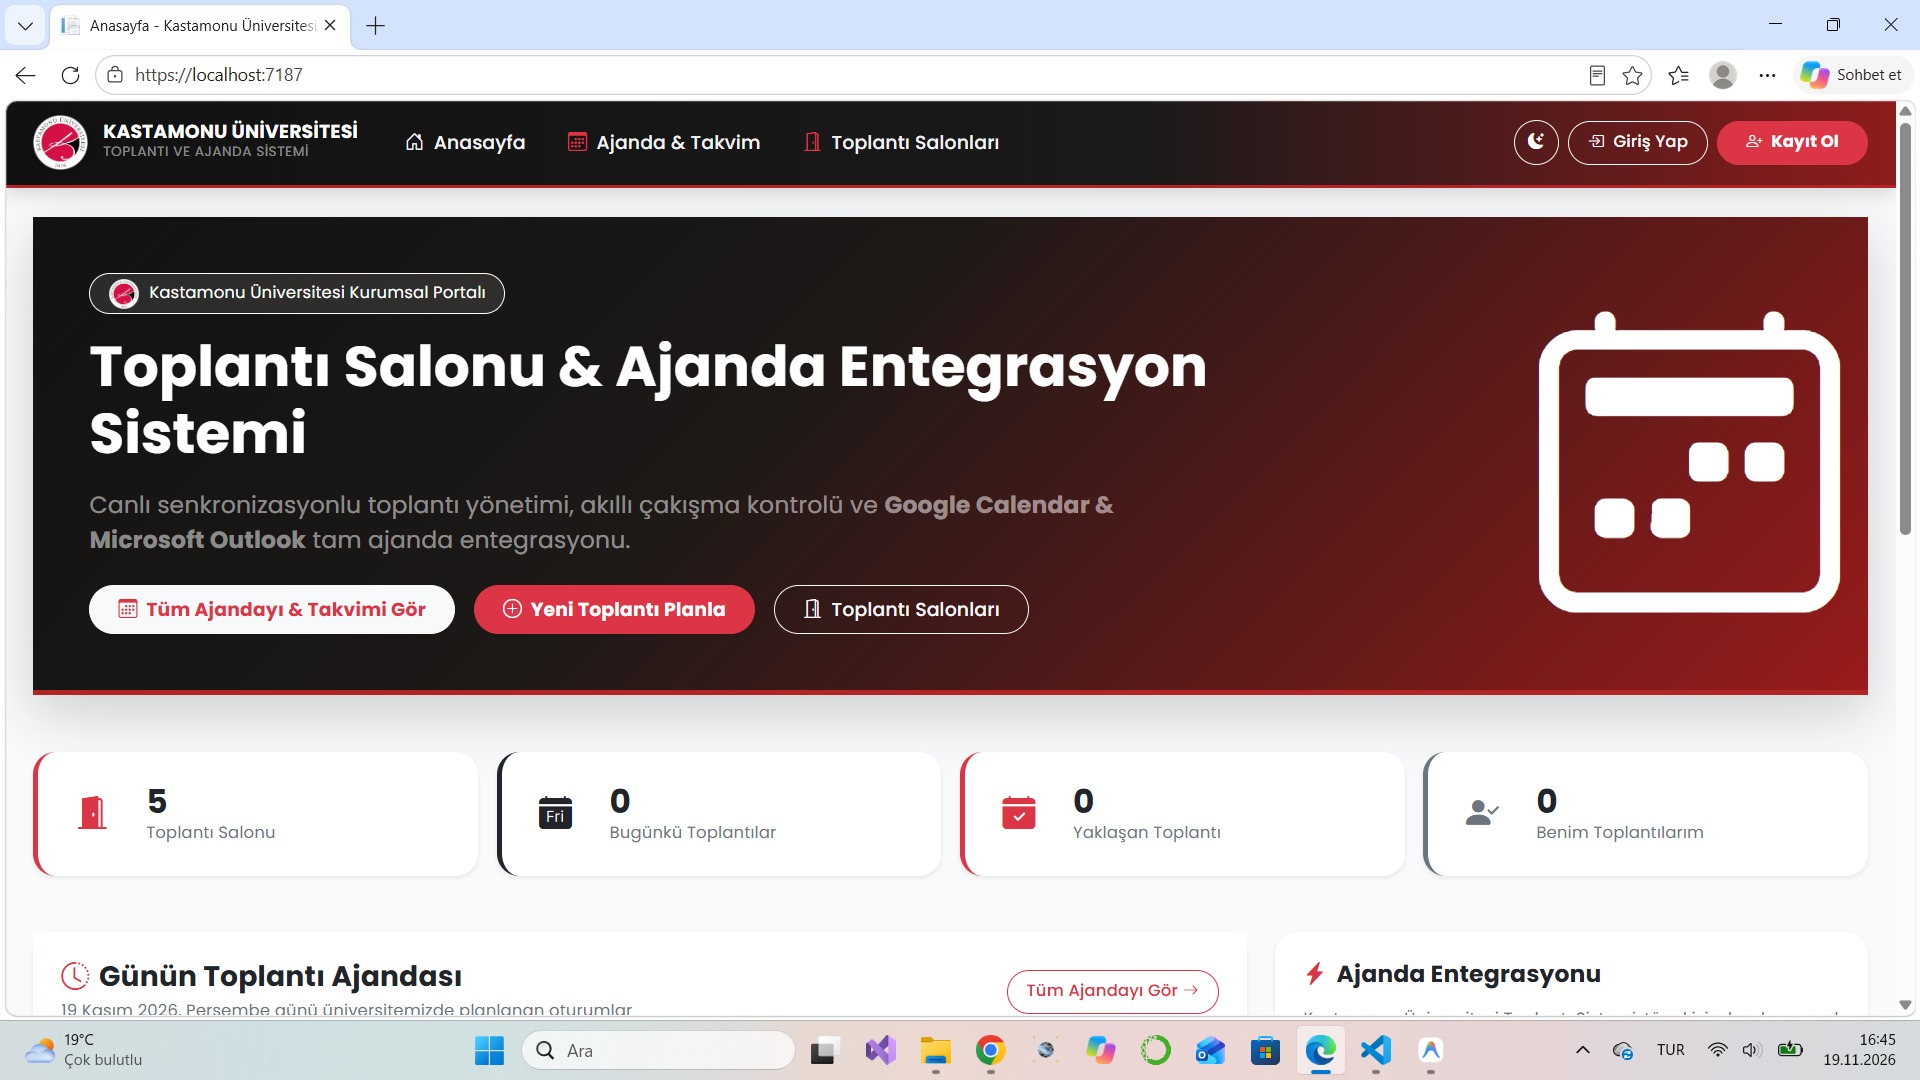 Anasayfa - Kastamonu Üniversitesi
https://localhost:7187
Sohbet et
KASTAMONU ÜNİVERSİTESİ
TOPLANTI VE AJANDA SİSTEMİ
Anasayfa
Ajanda & Takvim
Toplantı Salonları
Giriş Yap
Kayıt Ol
Kastamonu Üniversitesi Kurumsal Portalı
Toplantı Salonu & Ajanda Entegrasyon
Sistemi
Canlı senkronizasyonlu toplantı yönetimi, akıllı çakışma kontrolü ve Google Calendar &
Microsoft Outlook tam ajanda entegrasyonu.
Tüm Ajandayı & Takvimi Gör
Yeni Toplantı Planla
Toplantı Salonları
5
Toplantı Salonu
Fri
0
Bugünkü Toplantılar
0
Yaklaşan Toplantı
0
Benim Toplantılarım
Günün Toplantı Ajandası
19 Kasım 2026, Perşembe günü üniversitemizde planlanan oturumlar
Tüm Ajandayı Gör
Ajanda Entegrasyonu
19°C
Çok bulutlu
Ara
TUR
16:45
19.11.2026